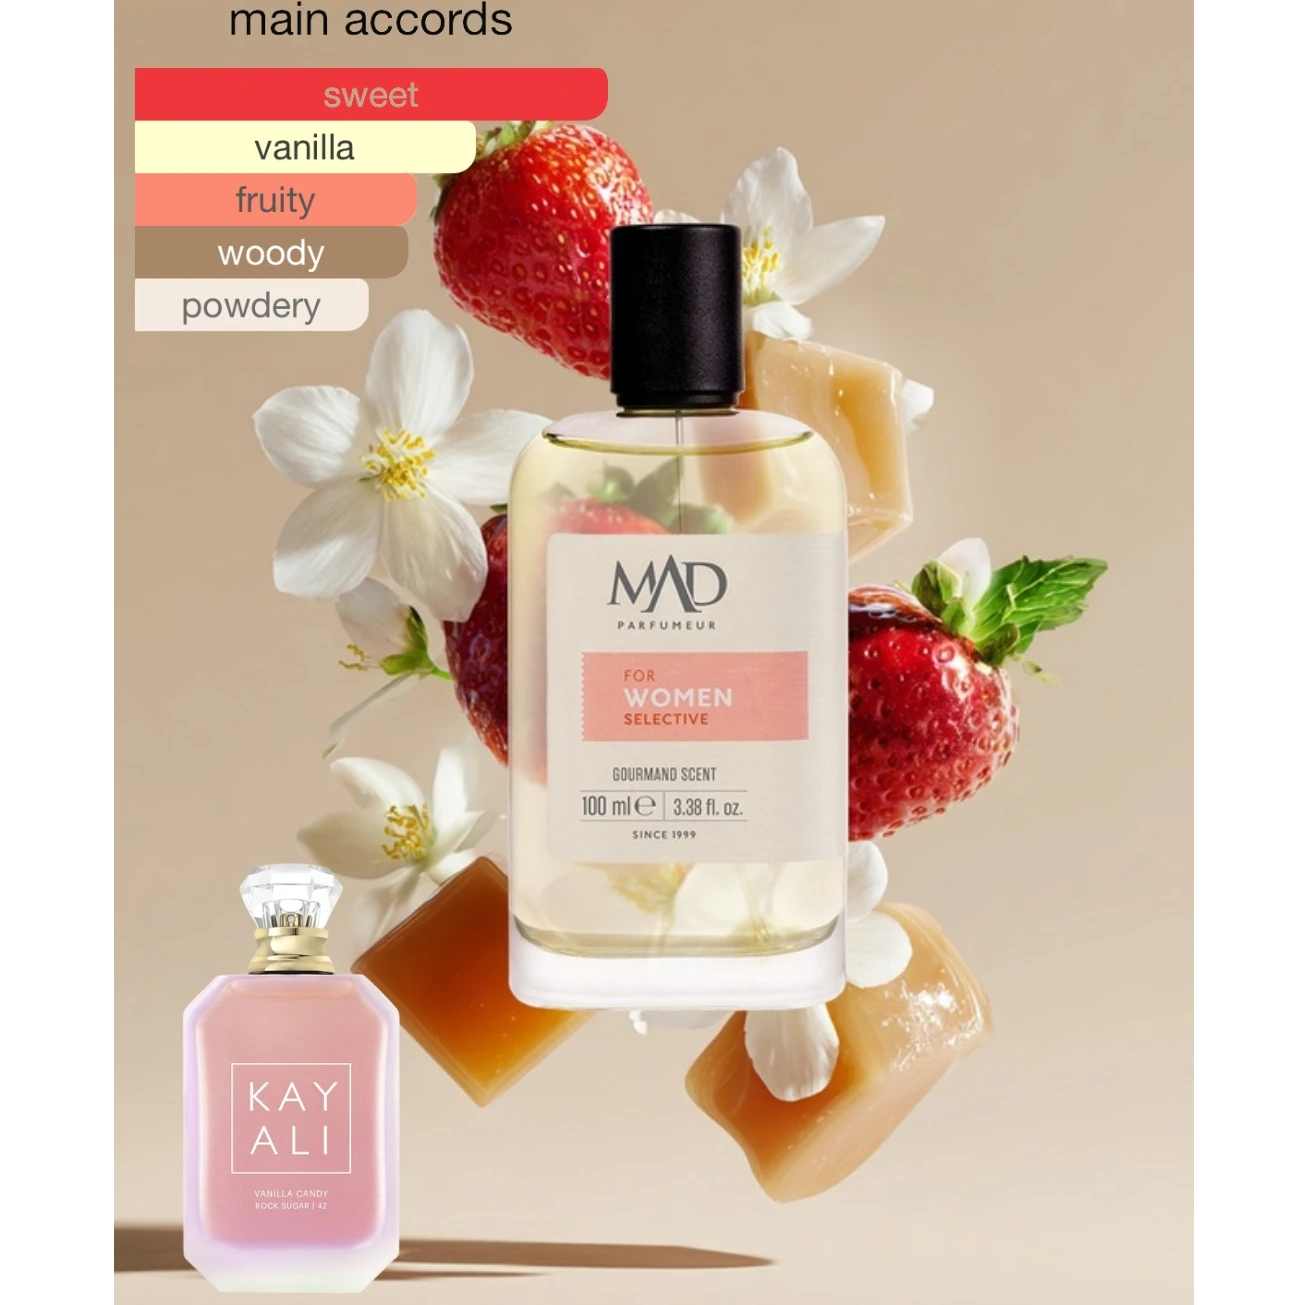 main accords
sweet
vanilla
fruity
woody
powdery
MAD
PARFUMEUR
FOR
WOMEN
SELECTIVE
GOURMAND SCENT
100 ml℮ 3.38 fl. oz.
SINCE 1999
KAY
ALI
VANILLA CANDY
ROCK SUGAR | 42